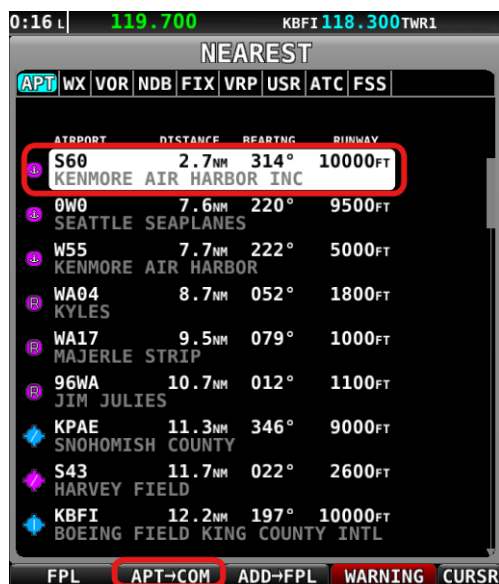 0:16 L 119.700 KBFI 118.300 TWR1
NEAREST
APT WX VOR NDB FIX VRP USR ATC FSS
AIRPORT DISTANCE BEARING RUNWAY
S60 2.7NM 314° 10000FT
KENMORE AIR HARBOR INC
0W0 7.6NM 220° 9500FT
SEATTLE SEAPLANES
W55 7.7NM 222° 5000FT
KENMORE AIR HARBOR
R WA04 8.7NM 052° 1800FT
KYLES
R WA17 9.5NM 079° 1000FT
MAJERLE STRIP
R 96WA 10.7NM 012° 1100FT
JIM JULIES
KPAE 11.3NM 346° 9000FT
SNOHOMISH COUNTY
S43 11.7NM 022° 2600FT
HARVEY FIELD
KBFI 12.2NM 197° 10000FT
BOEING FIELD KING COUNTY INTL
FPL APT→COM ADD→FPL WARNING CURSR